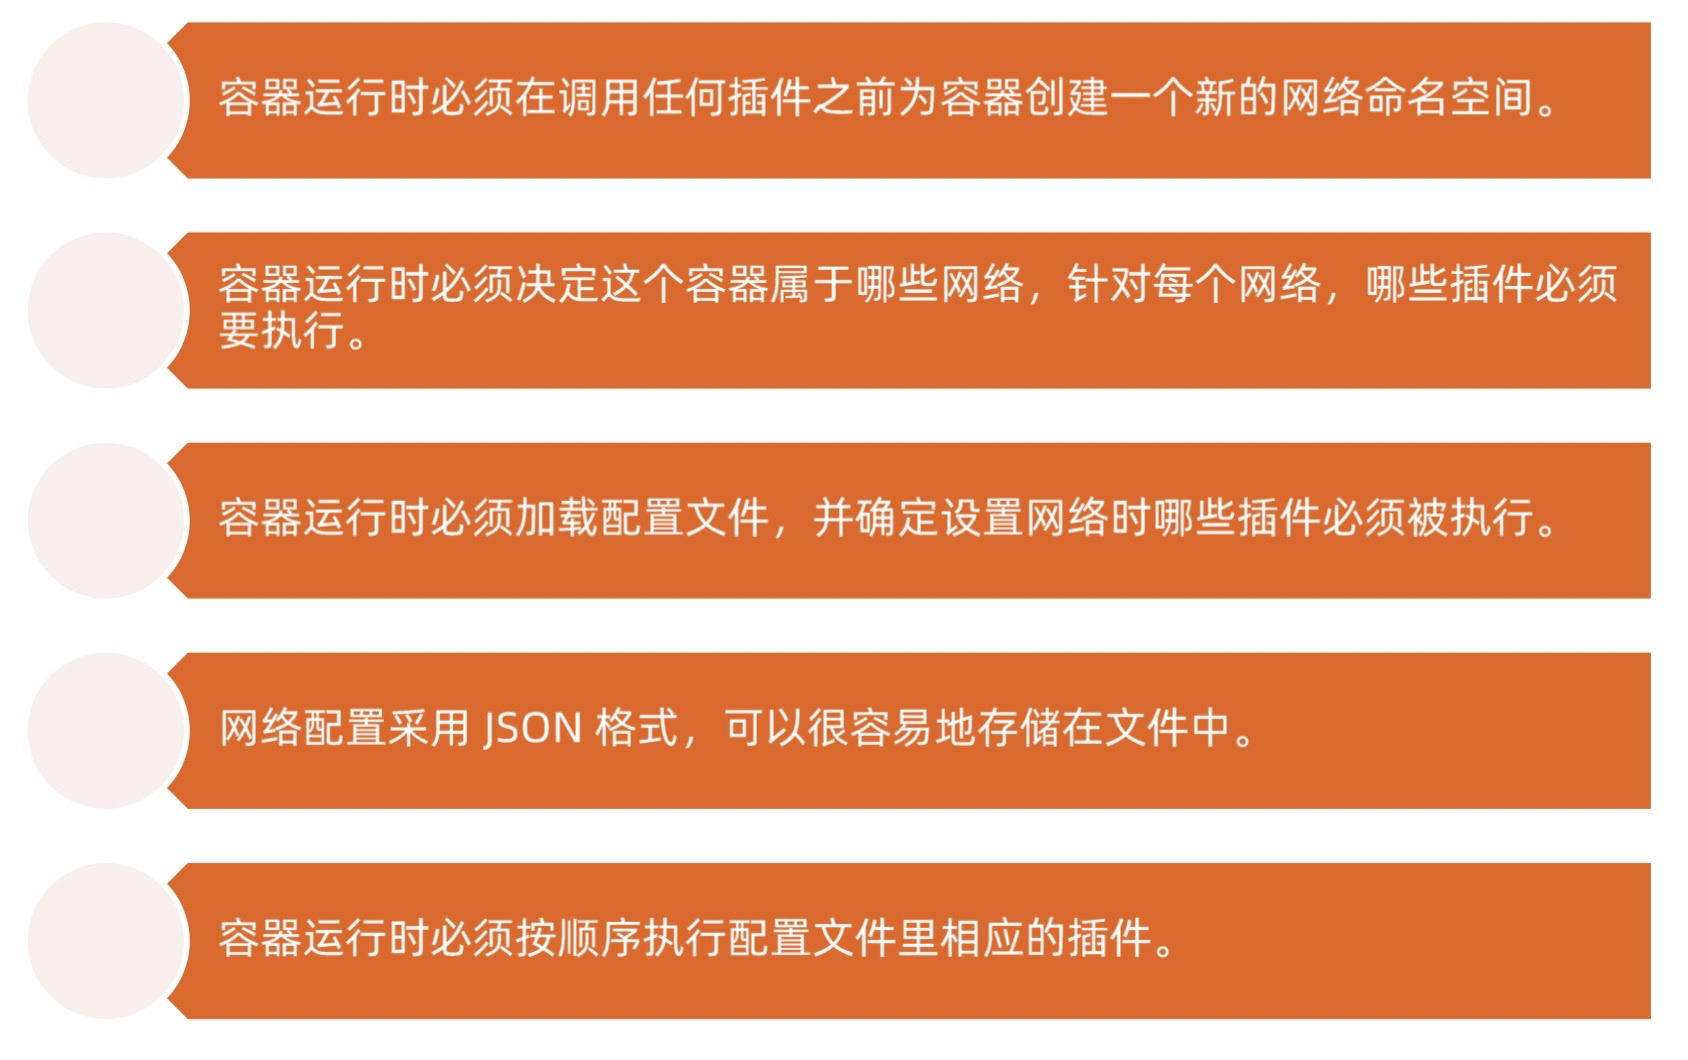 容器运行时必须在调用任何插件之前为容器创建一个新的网络命名空间。
容器运行时必须决定这个容器属于哪些网络，针对每个网络，哪些插件必须
要执行。
容器运行时必须加载配置文件，并确定设置网络时哪些插件必须被执行。
网络配置采用 JSON 格式，可以很容易地存储在文件中。
容器运行时必须按顺序执行配置文件里相应的插件。